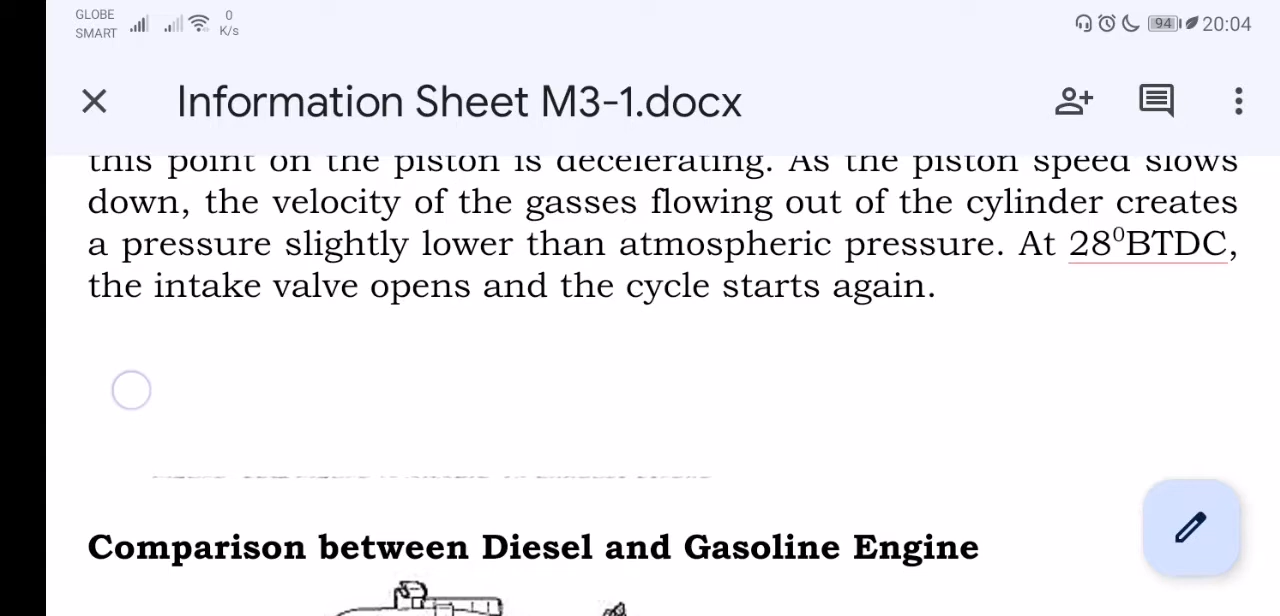 GLOBE
SMART
0
K/s
94
20:04
Information Sheet M3-1.docx
this point on the piston is decelerating. As the piston speed slows
down, the velocity of the gasses flowing out of the cylinder creates
a pressure slightly lower than atmospheric pressure. At 28⁰BTDC,
the intake valve opens and the cycle starts again.
Comparison between Diesel and Gasoline Engine